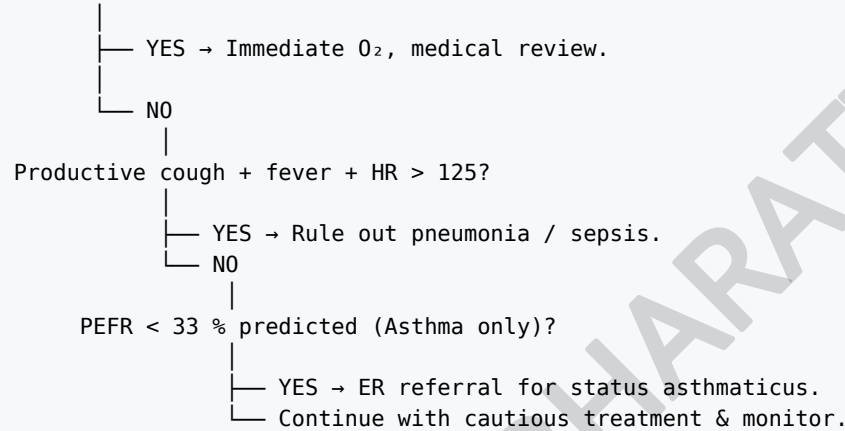 ├── YES → Immediate O₂, medical review.
└── NO
Productive cough + fever + HR > 125?
├── YES → Rule out pneumonia / sepsis.
└── NO
PEFR < 33 % predicted (Asthma only)?
├── YES → ER referral for status asthmaticus.
└── Continue with cautious treatment & monitor.